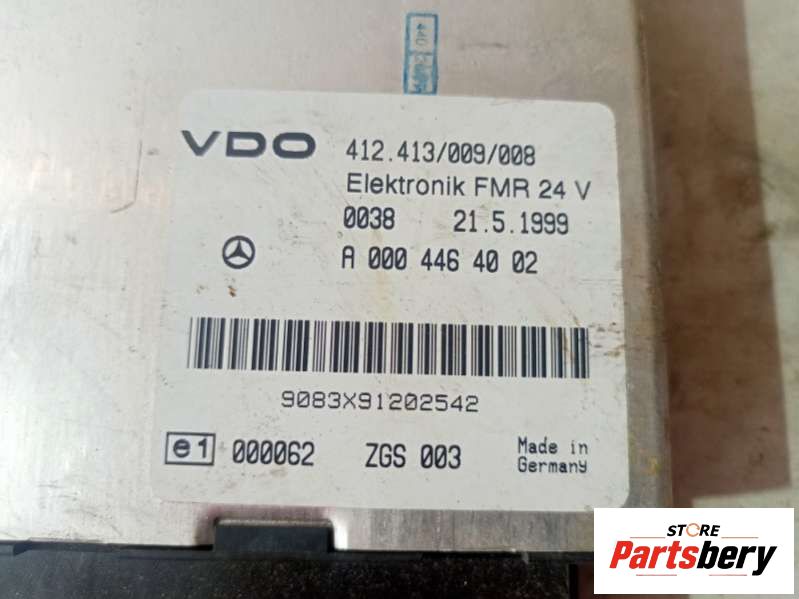 440
VDO 412.413/009/008
Elektronik FMR 24 V
0038 21.5.1999
A 000 446 40 02
9083X91202542
e1 000062 ZGS 003 Made in Germany
STORE
Partsbery